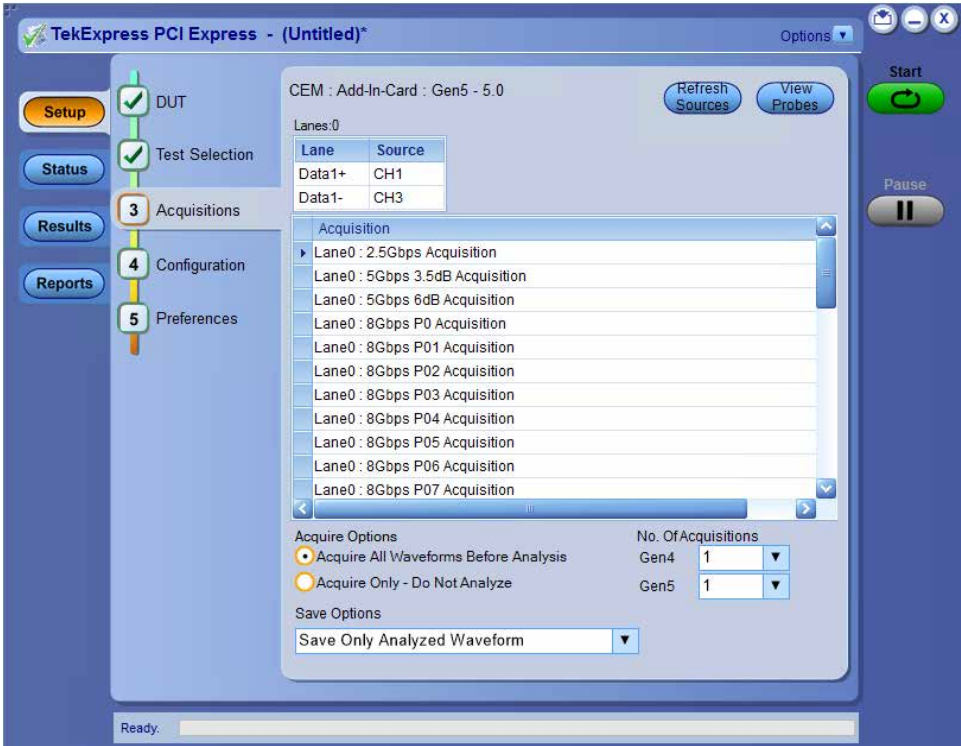 TekExpress PCI Express - (Untitled)*
Options
Start
Pause
Setup
Status
Results
Reports
DUT
Test Selection
3 Acquisitions
4 Configuration
5 Preferences
CEM : Add-In-Card : Gen5 - 5.0
Refresh Sources
View Probes
Lanes:0
Lane Source
Data1+ CH1
Data1- CH3
Acquisition
Lane0 : 2.5Gbps Acquisition
Lane0 : 5Gbps 3.5dB Acquisition
Lane0 : 5Gbps 6dB Acquisition
Lane0 : 8Gbps P0 Acquisition
Lane0 : 8Gbps P01 Acquisition
Lane0 : 8Gbps P02 Acquisition
Lane0 : 8Gbps P03 Acquisition
Lane0 : 8Gbps P04 Acquisition
Lane0 : 8Gbps P05 Acquisition
Lane0 : 8Gbps P06 Acquisition
Lane0 : 8Gbps P07 Acquisition
Acquire Options
Acquire All Waveforms Before Analysis
Acquire Only - Do Not Analyze
No. Of Acquisitions
Gen4 1
Gen5 1
Save Options
Save Only Analyzed Waveform
Ready.